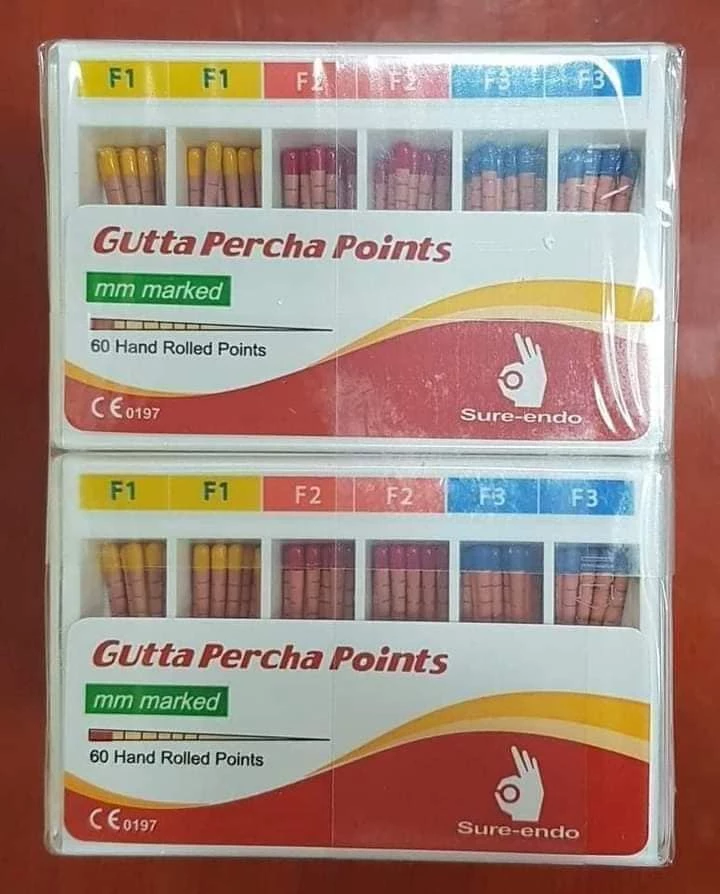 F1 F1 F2 F2 F3 F3
Gutta Percha Points
mm marked
60 Hand Rolled Points
CE 0197
Sure-endo
F1 F1 F2 F2 F3 F3
Gutta Percha Points
mm marked
60 Hand Rolled Points
CE 0197
Sure-endo